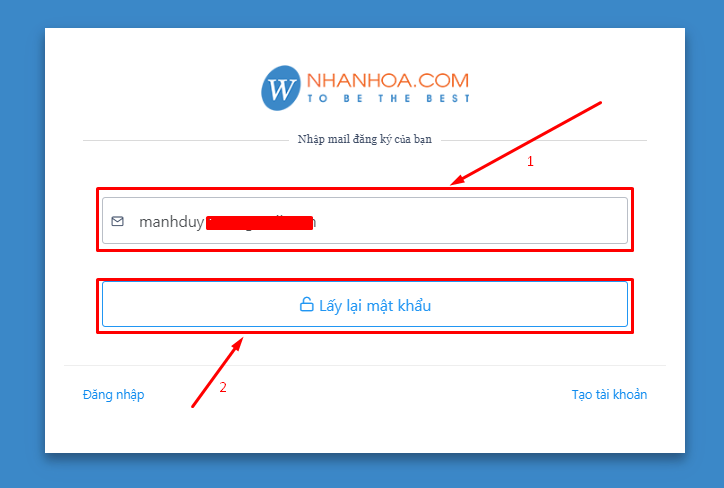 W NHANHOA.COM
TO BE THE BEST
Nhập mail đăng ký của bạn
1
manhduy
Lấy lại mật khẩu
2
Đăng nhập
Tạo tài khoản